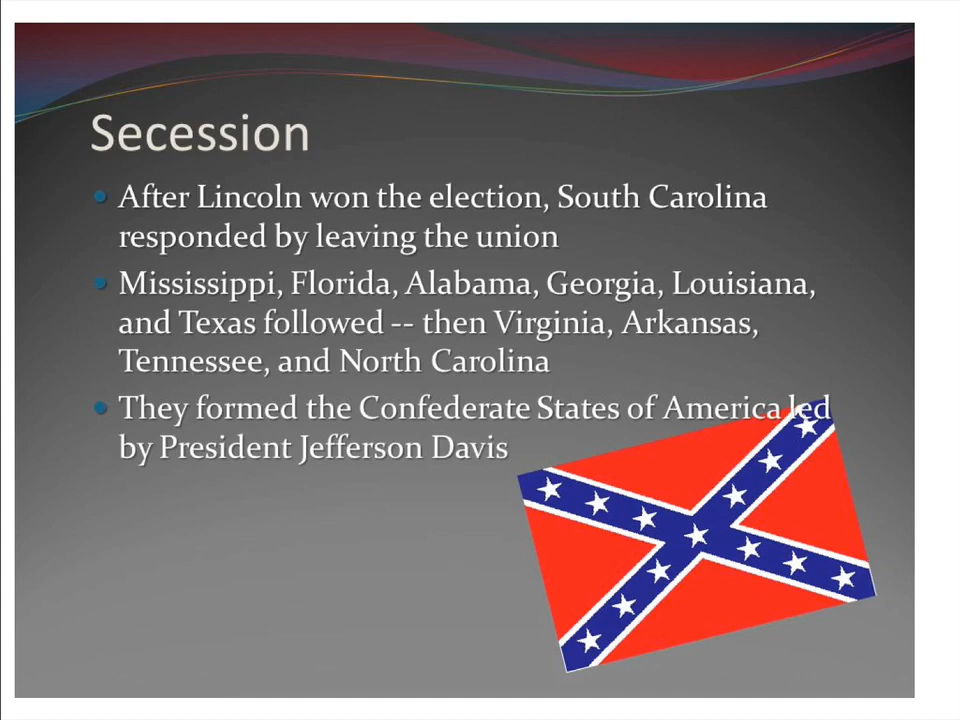 Secession
After Lincoln won the election, South Carolina
responded by leaving the union
Mississippi, Florida, Alabama, Georgia, Louisiana,
and Texas followed -- then Virginia, Arkansas,
Tennessee, and North Carolina
They formed the Confederate States of America led
by President Jefferson Davis